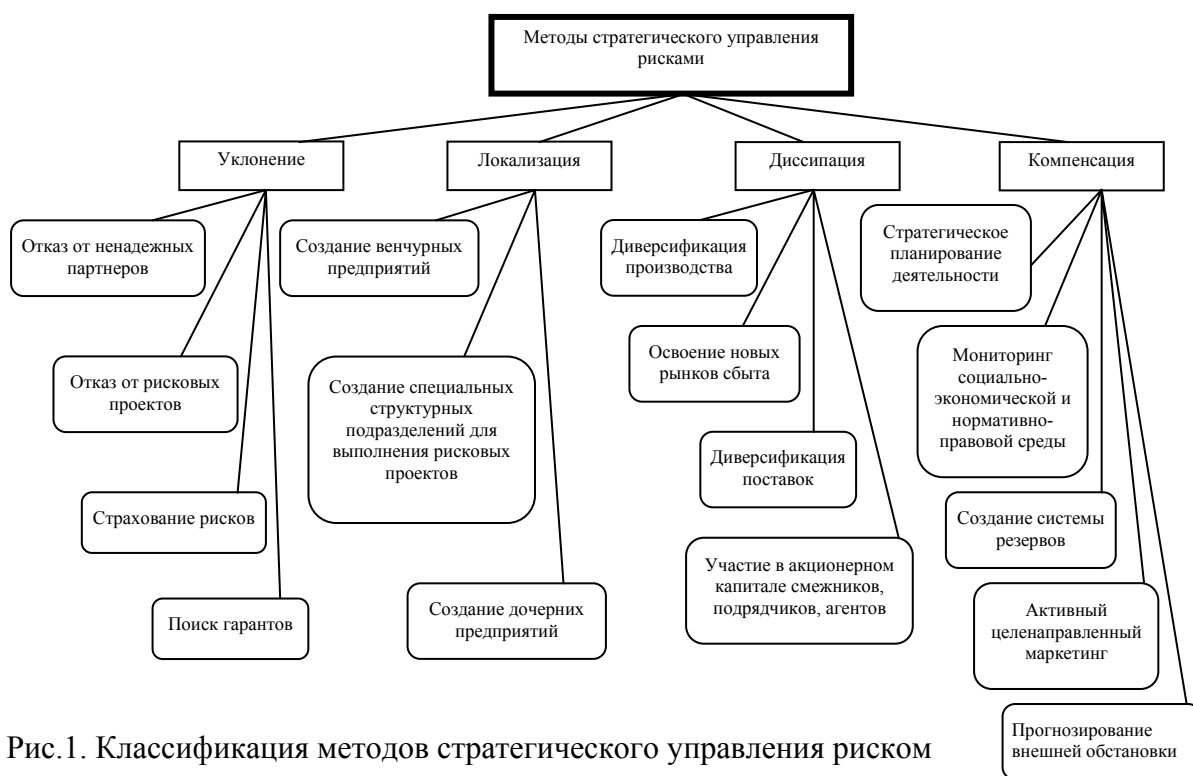 Методы стратегического управления
рисками
Уклонение
Локализация
Диссипация
Компенсация
Отказ от ненадежных
партнеров
Отказ от рисковых
проектов
Страхование рисков
Поиск гарантов
Создание венчурных
предприятий
Создание специальных
структурных
подразделений для
выполнения рисковых
проектов
Создание дочерних
предприятий
Диверсификация
производства
Освоение новых
рынков сбыта
Диверсификация
поставок
Участие в акционерном
капитале смежников,
подрядчиков, агентов
Стратегическое
планирование
деятельности
Мониторинг
социально-
экономической и
нормативно-
правовой среды
Создание системы
резервов
Активный
целенаправленный
маркетинг
Прогнозирование
внешней обстановки
Рис.1. Классификация методов стратегического управления риском